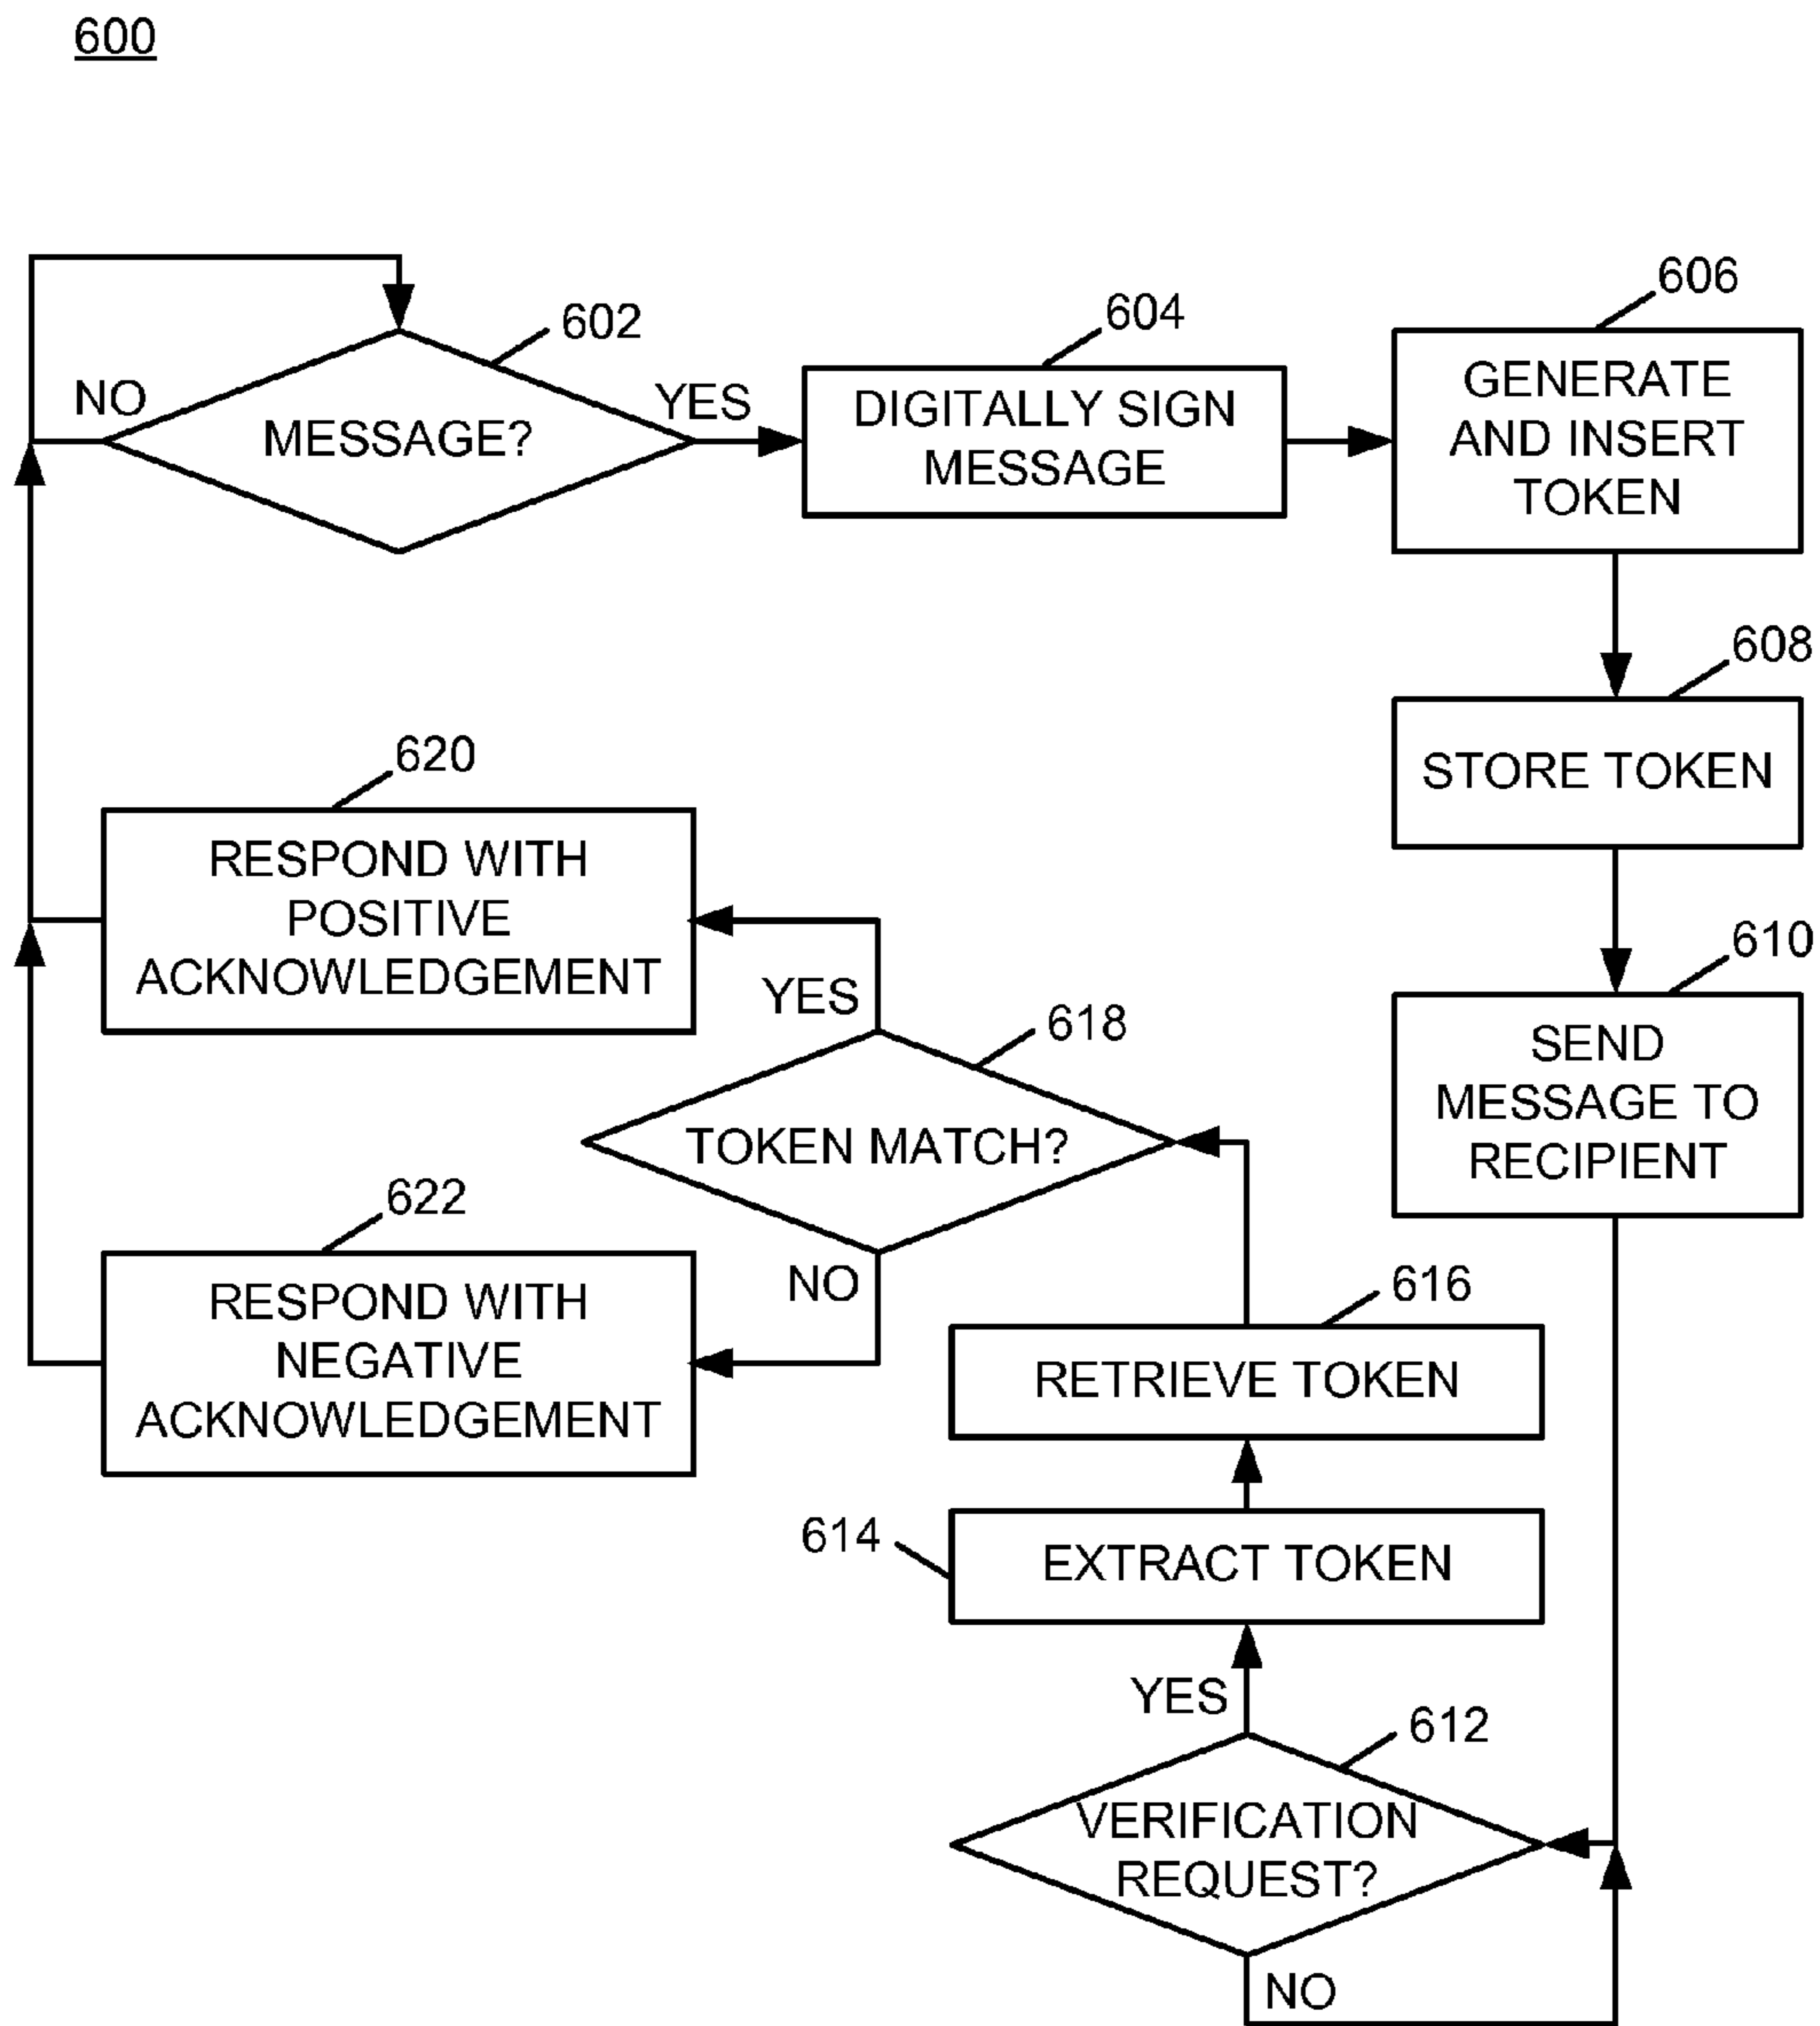 600
602
NO
MESSAGE?
YES
604
DIGITALLY SIGN
MESSAGE
606
GENERATE
AND INSERT
TOKEN
608
STORE TOKEN
610
SEND
MESSAGE TO
RECIPIENT
612
VERIFICATION
REQUEST?
NO
YES
614
EXTRACT TOKEN
616
RETRIEVE TOKEN
618
TOKEN MATCH?
YES
NO
620
RESPOND WITH
POSITIVE
ACKNOWLEDGEMENT
622
RESPOND WITH
NEGATIVE
ACKNOWLEDGEMENT